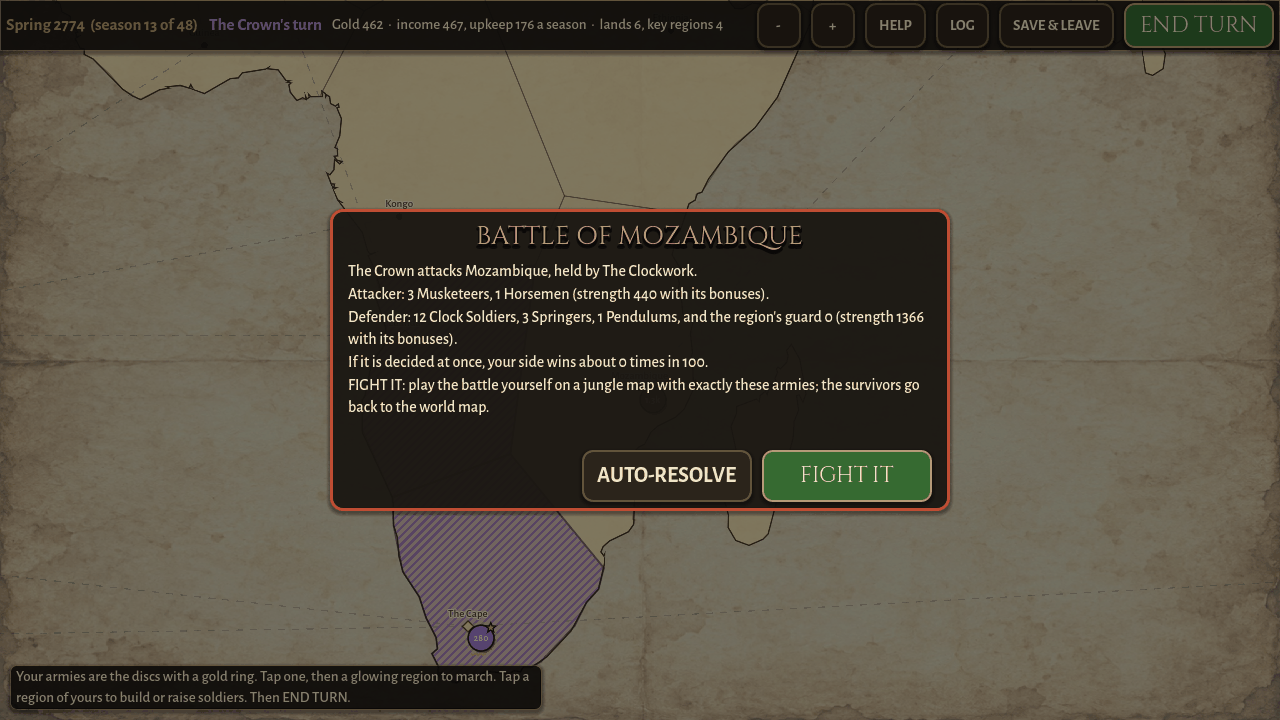 Spring 2774 (season 13 of 48) The Crown's turn Gold 462 · income 467, upkeep 176 a season · lands 6, key regions 4 - + HELP LOG SAVE & LEAVE END TURN
Kongo
BATTLE OF MOZAMBIQUE
The Crown attacks Mozambique, held by The Clockwork.
Attacker: 3 Musketeers, 1 Horsemen (strength 440 with its bonuses).
Defender: 12 Clock Soldiers, 3 Springers, 1 Pendulums, and the region's guard 0 (strength 1366
with its bonuses).
If it is decided at once, your side wins about 0 times in 100.
FIGHT IT: play the battle yourself on a jungle map with exactly these armies; the survivors go
back to the world map.
AUTO-RESOLVE FIGHT IT
The Cape
280
Your armies are the discs with a gold ring. Tap one, then a glowing region to march. Tap a
region of yours to build or raise soldiers. Then END TURN.